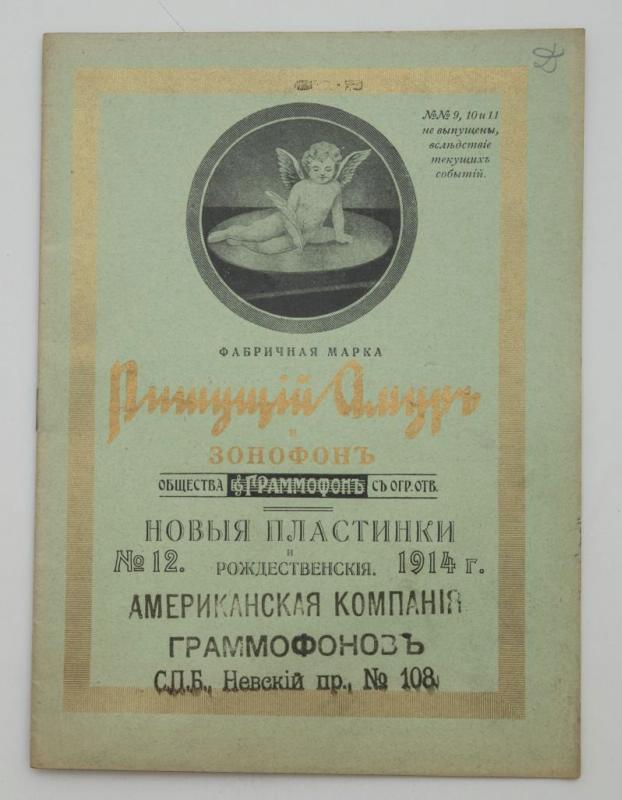 №№ 9, 10 и 11
не выпущены,
вслѣдствіе
текущихъ
событій.
ФАБРИЧНАЯ МАРКА
Пишущій Амуръ
и
ЗОНОФОНЪ
ОБЩЕСТВА ГРАММОФОНЪ СЪ ОГР. ОТВ.
НОВЫЯ ПЛАСТИНКИ
и
№ 12. РОЖДЕСТВЕНСКІЯ. 1914 г.
АМЕРИКАНСКАЯ КОМПАНІЯ
ГРАММОФОНОВЪ
С.П.Б., Невскій пр., № 108.